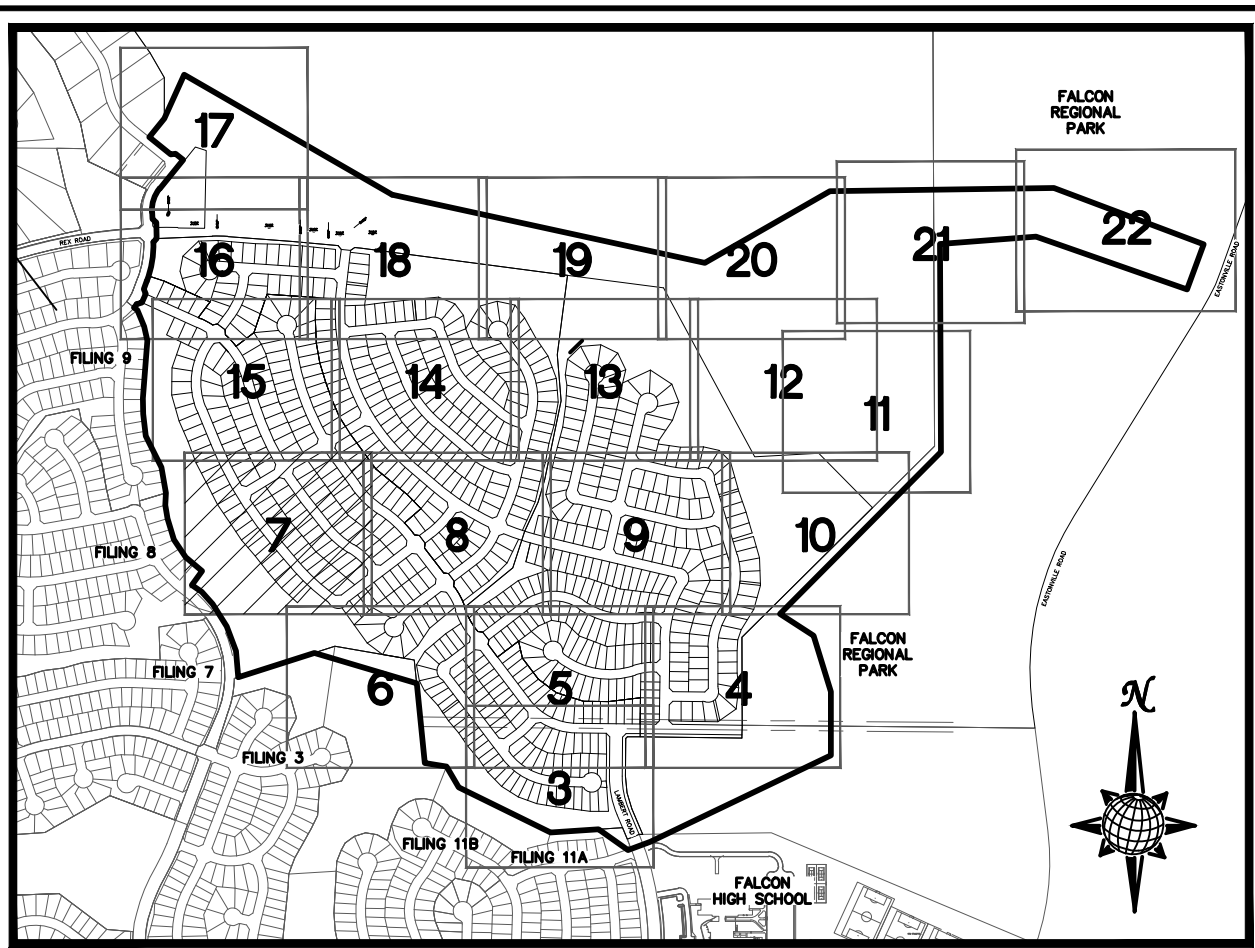 FALCON
REGIONAL
PARK
17
22
21
REX ROAD
16
18
19
20
EASTONVILLE ROAD
FILING 9
15
14
13
12
11
7
8
9
10
FILING 8
EASTONVILLE ROAD
FALCON
REGIONAL
PARK
FILING 7
6
5
4
N
FILING 3
3
LAMBERT ROAD
FILING 11B
FILING 11A
FALCON
HIGH SCHOOL